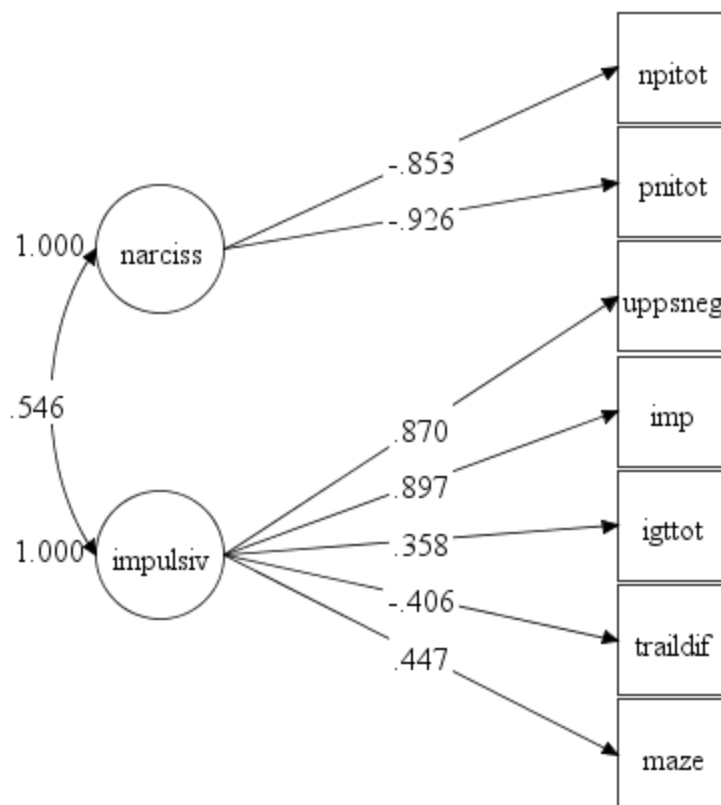 npitot
-.853
pnitot
-.926
1.000
narciss
uppsneg
.546
.870
imp
.897
igttot
.358
1.000
impulsiv
-.406
traildif
.447
maze